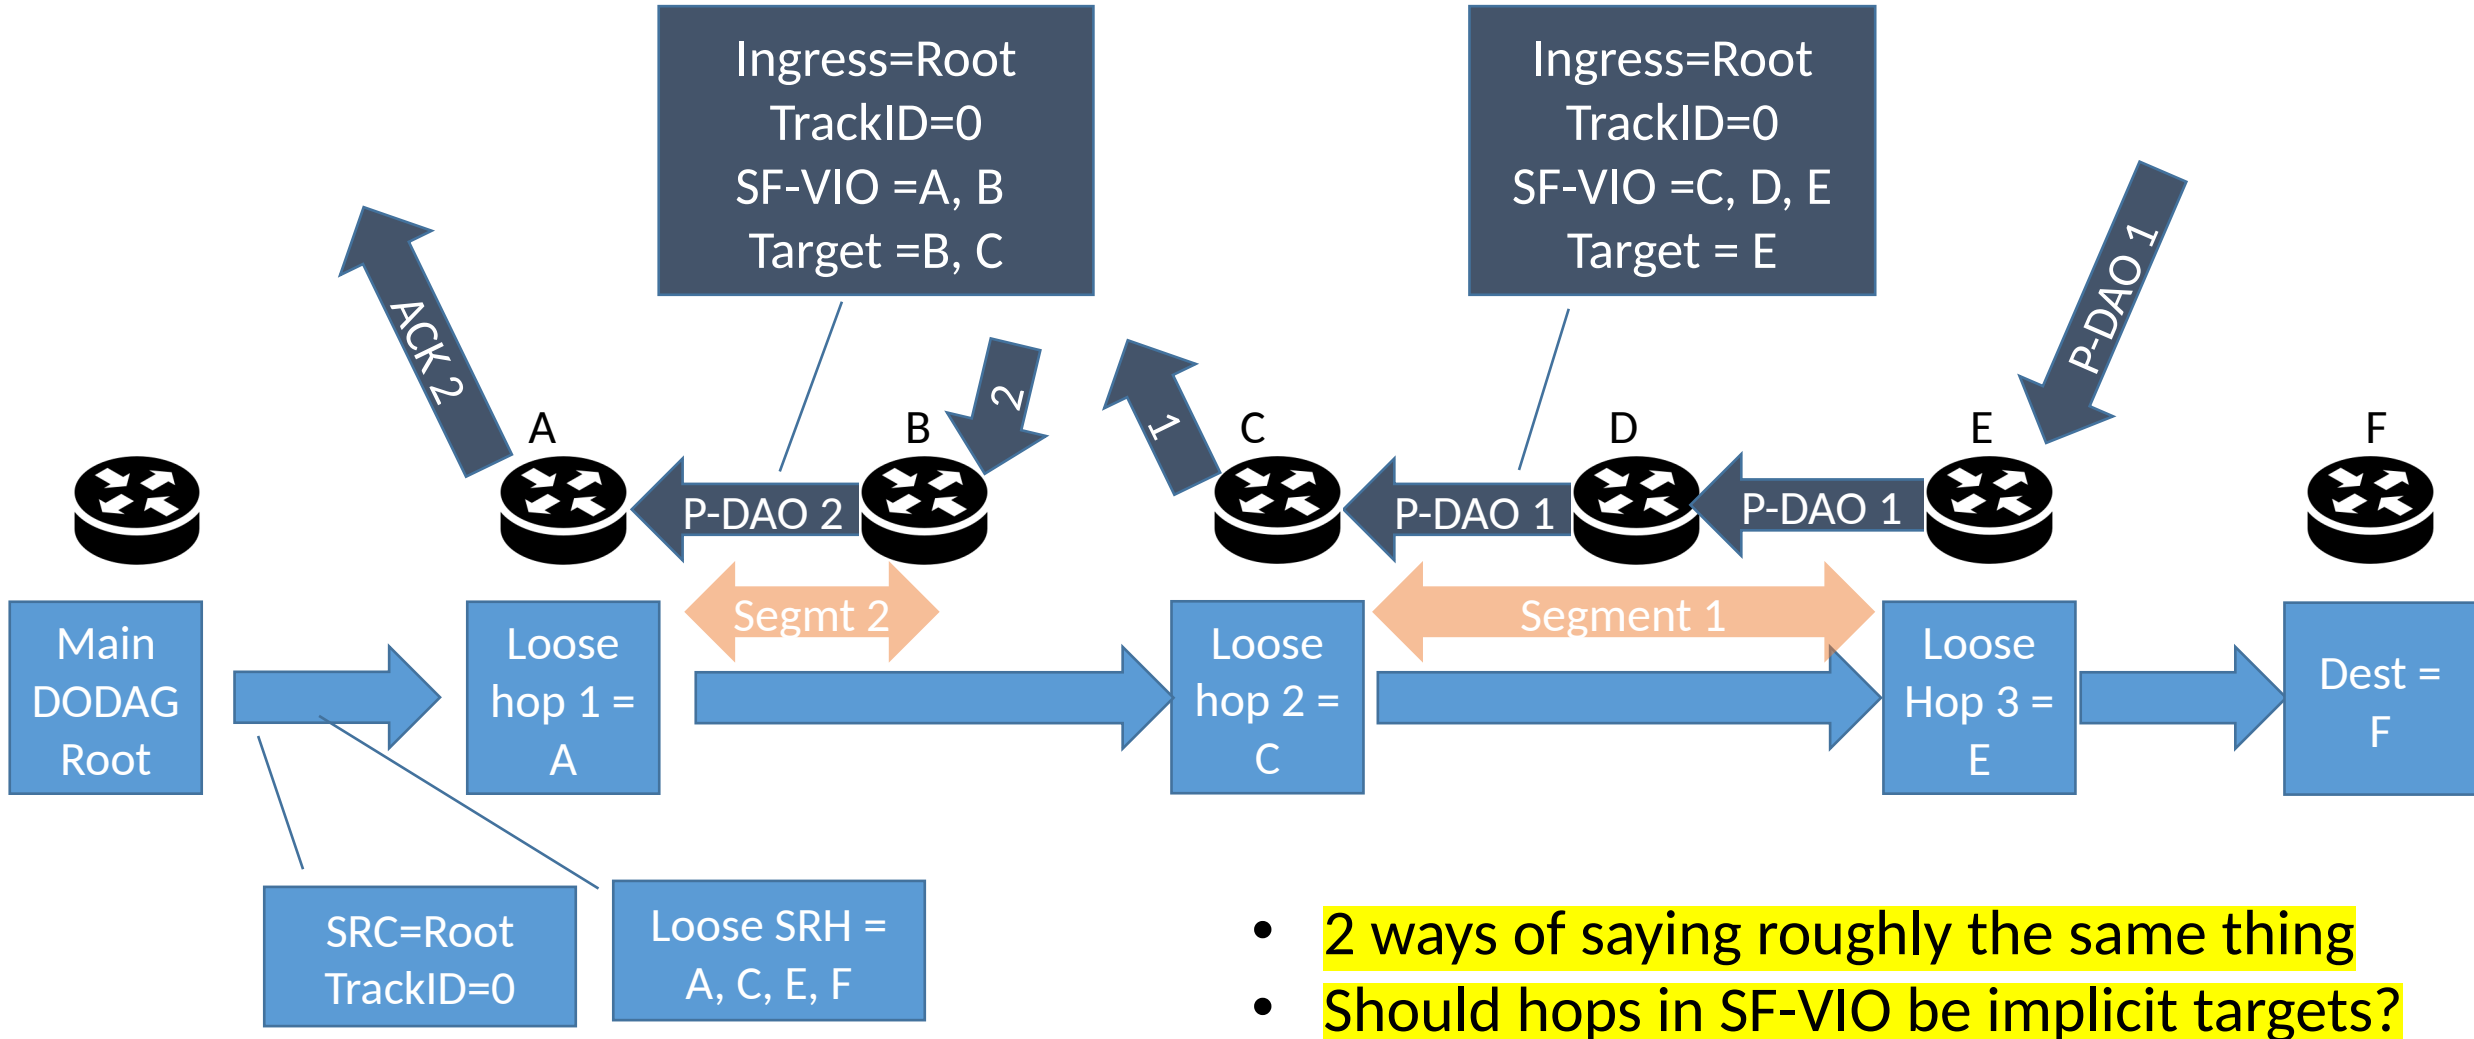 Ingress=Root
TrackID=0
SF-VIO =A, B
Target =B, C
Ingress=Root
TrackID=0
SF-VIO =C, D, E
Target = E
ACK 2
2
1
P-DAO 1
A
B
C
D
E
F
P-DAO 2
P-DAO 1
P-DAO 1
Segmt 2
Segment 1
Main
DODAG
Root
Loose
hop 1 =
A
Loose
hop 2 =
C
Loose
Hop 3 =
E
Dest =
F
SRC=Root
TrackID=0
Loose SRH =
A, C, E, F
• 2 ways of saying roughly the same thing
• Should hops in SF-VIO be implicit targets?